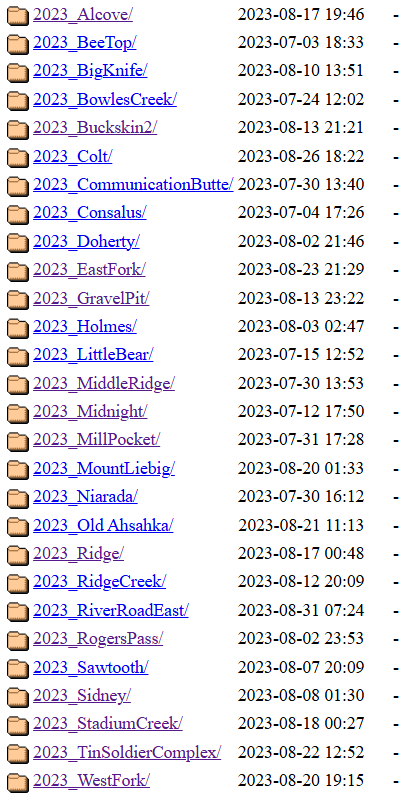 2023_Alcove/ 2023-08-17 19:46 -
2023_BeeTop/ 2023-07-03 18:33 -
2023_BigKnife/ 2023-08-10 13:51 -
2023_BowlesCreek/ 2023-07-24 12:02 -
2023_Buckskin2/ 2023-08-13 21:21 -
2023_Colt/ 2023-08-26 18:22 -
2023_CommunicationButte/ 2023-07-30 13:40 -
2023_Consalus/ 2023-07-04 17:26 -
2023_Doherty/ 2023-08-02 21:46 -
2023_EastFork/ 2023-08-23 21:29 -
2023_GravelPit/ 2023-08-13 23:22 -
2023_Holmes/ 2023-08-03 02:47 -
2023_LittleBear/ 2023-07-15 12:52 -
2023_MiddleRidge/ 2023-07-30 13:53 -
2023_Midnight/ 2023-07-12 17:50 -
2023_MillPocket/ 2023-07-31 17:28 -
2023_MountLiebig/ 2023-08-20 01:33 -
2023_Niarada/ 2023-07-30 16:12 -
2023_Old Ahsahka/ 2023-08-21 11:13 -
2023_Ridge/ 2023-08-17 00:48 -
2023_RidgeCreek/ 2023-08-12 20:09 -
2023_RiverRoadEast/ 2023-08-31 07:24 -
2023_RogersPass/ 2023-08-02 23:53 -
2023_Sawtooth/ 2023-08-07 20:09 -
2023_Sidney/ 2023-08-08 01:30 -
2023_StadiumCreek/ 2023-08-18 00:27 -
2023_TinSoldierComplex/ 2023-08-22 12:52 -
2023_WestFork/ 2023-08-20 19:15 -